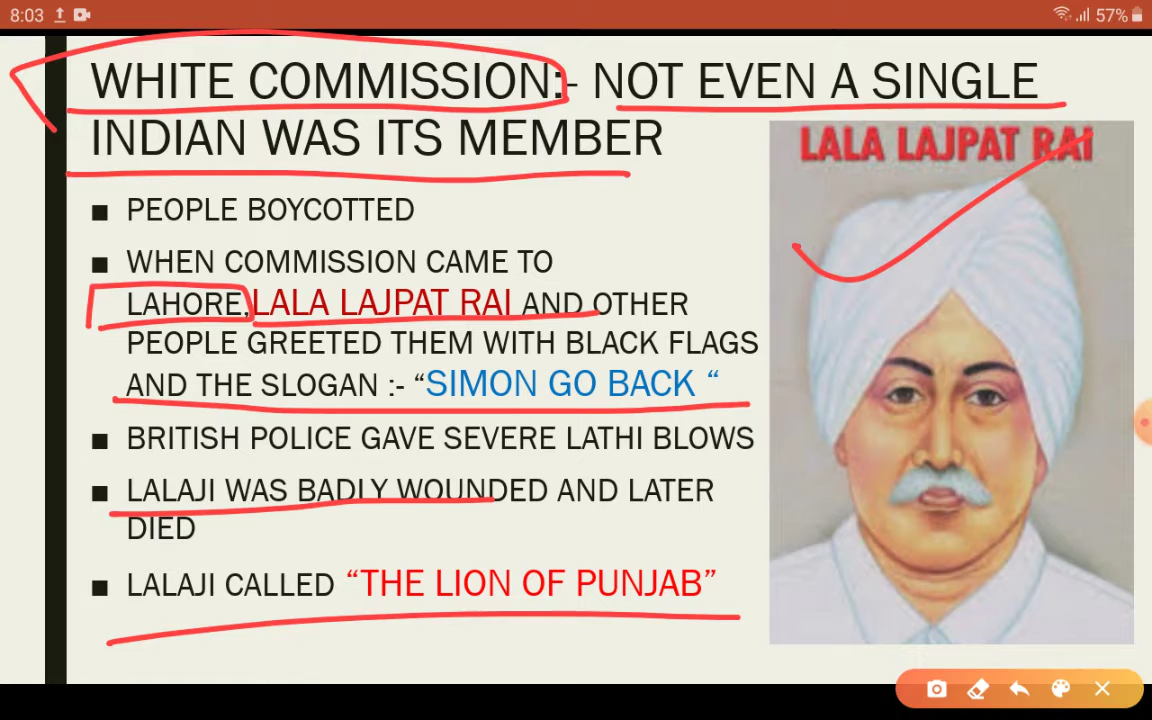 8:03
57%
WHITE COMMISSION:- NOT EVEN A SINGLE
INDIAN WAS ITS MEMBER
LALA LAJPAT RAI
■ PEOPLE BOYCOTTED
■ WHEN COMMISSION CAME TO
LAHORE,LALA LAJPAT RAI AND OTHER
PEOPLE GREETED THEM WITH BLACK FLAGS
AND THE SLOGAN :- “SIMON GO BACK “
■ BRITISH POLICE GAVE SEVERE LATHI BLOWS
■ LALAJI WAS BADLY WOUNDED AND LATER
DIED
■ LALAJI CALLED “THE LION OF PUNJAB”